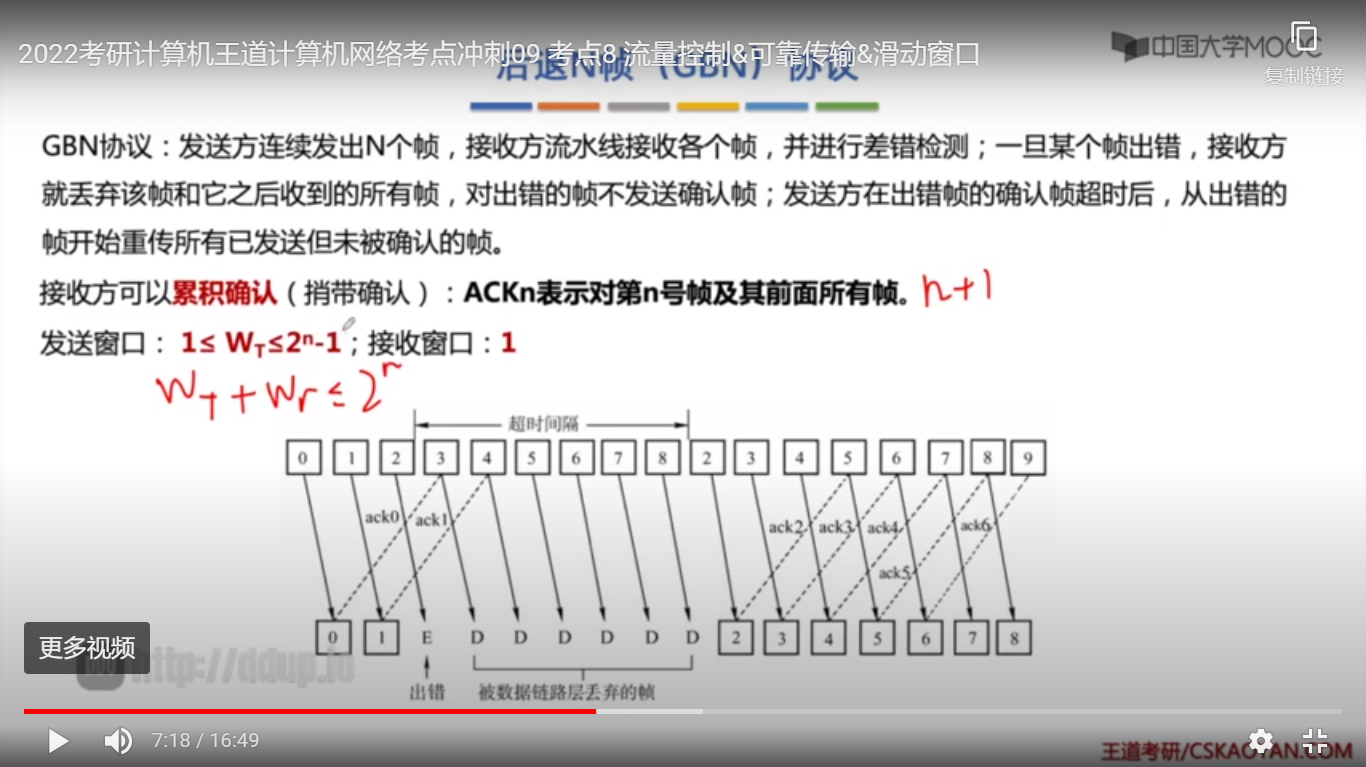 2022考研计算机王道计算机网络考点冲刺09 考点8 流量控制&可靠传输&滑动窗口
中国大学MOOC
复制链接
后退N帧（GBN）协议
GBN协议：发送方连续发出N个帧，接收方流水线接收各个帧，并进行差错检测；一旦某个帧出错，接收方
就丢弃该帧和它之后收到的所有帧，对出错的帧不发送确认帧；发送方在出错帧的确认帧超时后，从出错的
帧开始重传所有已发送但未被确认的帧。
接收方可以累积确认（捎带确认）：ACKn表示对第n号帧及其前面所有帧。 n+1
发送窗口： 1≤ WT≤2ⁿ-1；接收窗口：1
WT+Wr≤2ⁿ
超时间隔
0 1 2 3 4 5 6 7 8 2 3 4 5 6 7 8 9
ack0 ack1 ack2 ack3 ack4 ack6
ack5
0 1 E D D D D D D 2 3 4 5 6 7 8
更多视频
http://ddup.io
出错 被数据链路层丢弃的帧
7:18 / 16:49
王道考研/CSKAOYAN.COM